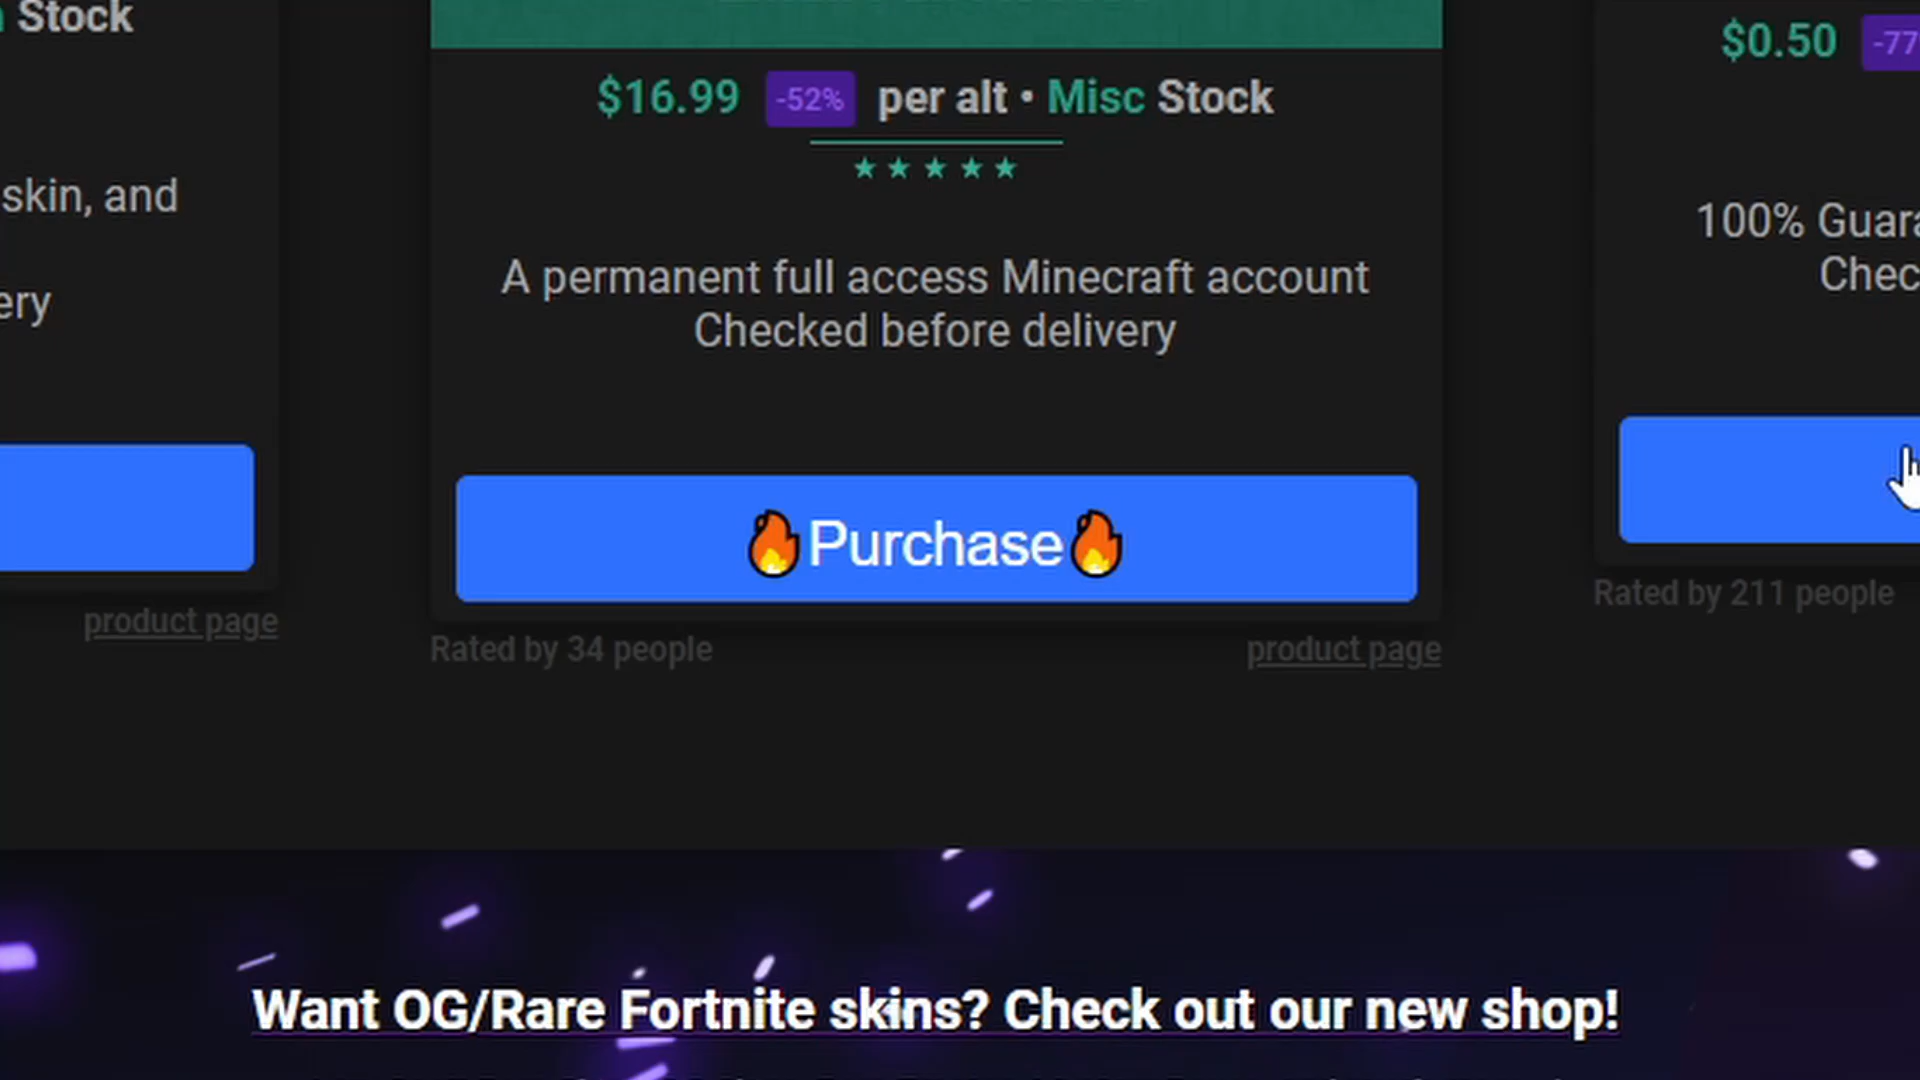 Stock
skin, and
ery
product page
$16.99 -52% per alt • Misc Stock
★ ★ ★ ★ ★
A permanent full access Minecraft account
Checked before delivery
🔥Purchase🔥
Rated by 34 people
product page
$0.50 -77
100% Guara
Chec
Rated by 211 people
Want OG/Rare Fortnite skins? Check out our new shop!